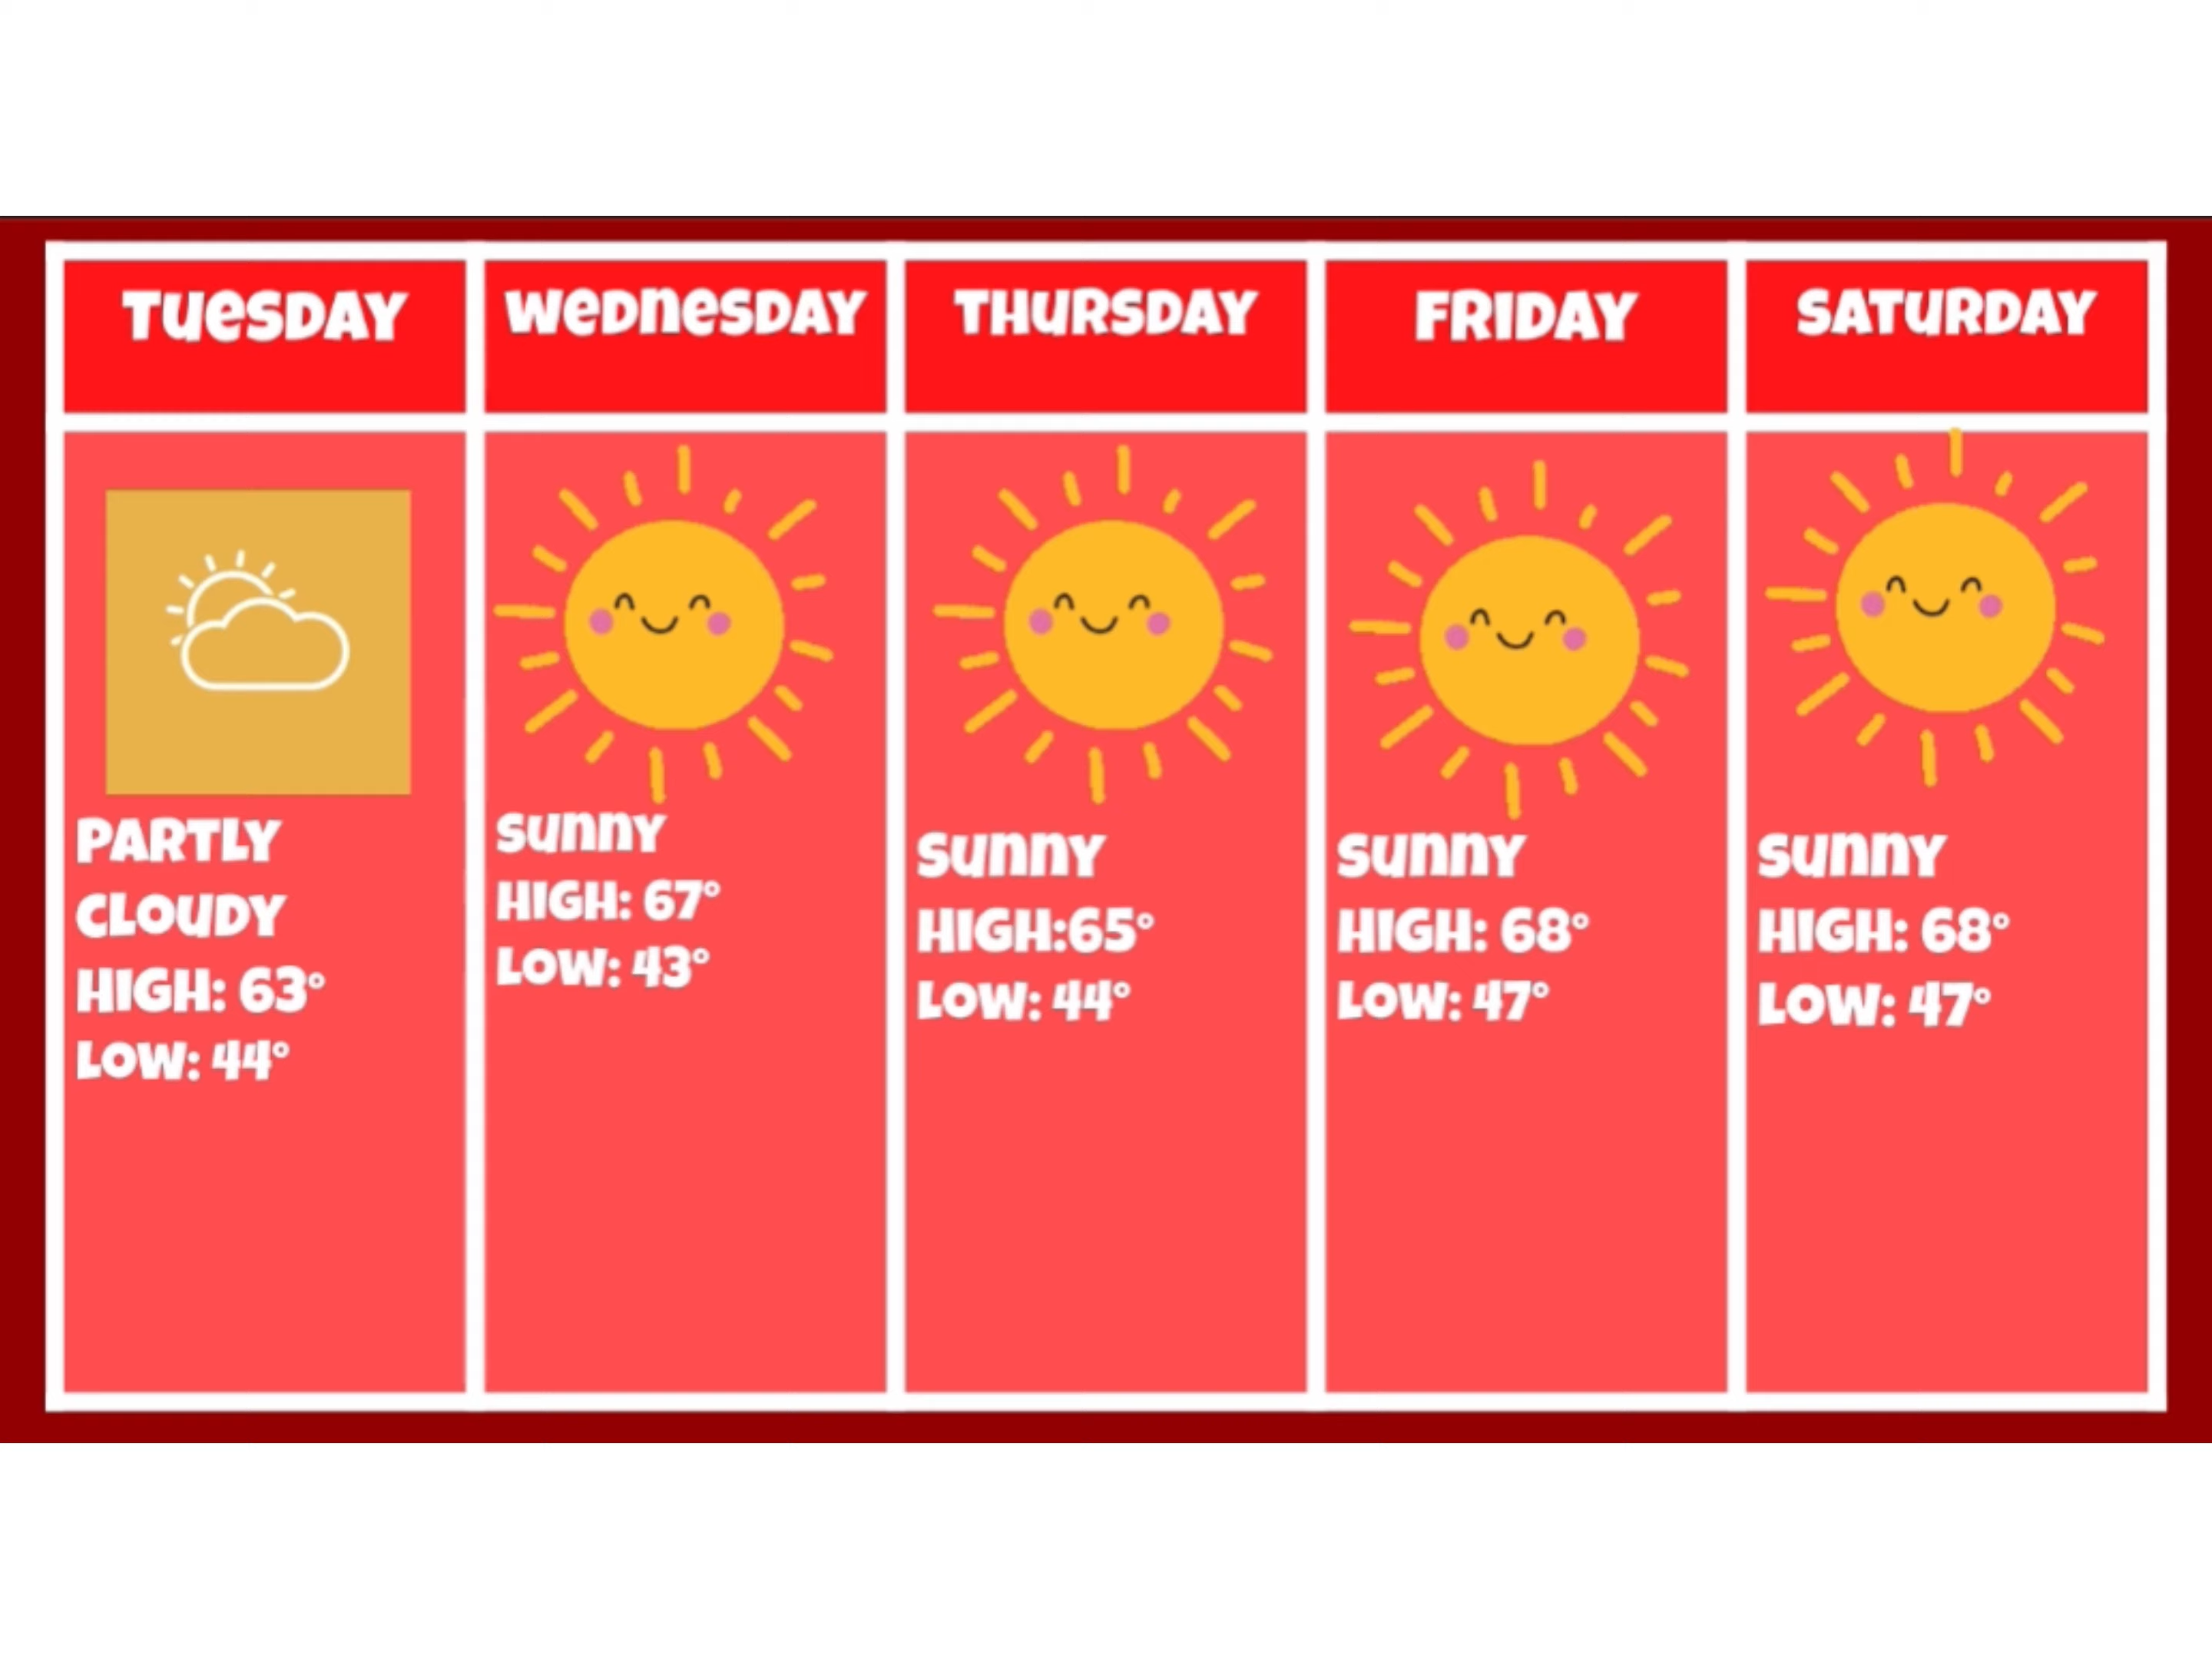 TUESDAY
WEDNESDAY
THURSDAY
FRIDAY
SATURDAY
PARTLY
CLOUDY
HIGH: 63°
LOW: 44°
SUNNY
HIGH: 67°
LOW: 43°
SUNNY
HIGH:65°
LOW: 44°
SUNNY
HIGH: 68°
LOW: 47°
SUNNY
HIGH: 68°
LOW: 47°